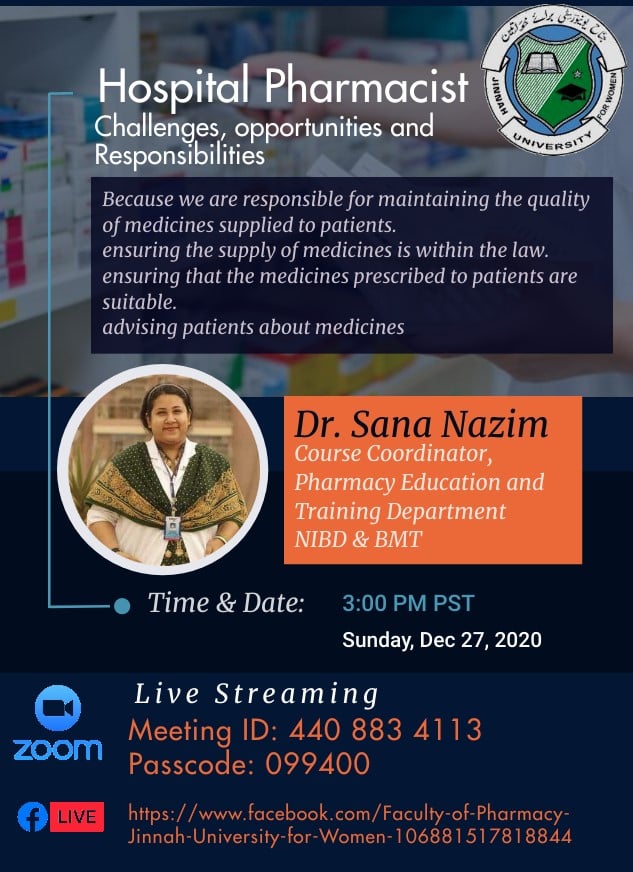 جناح یونیورسٹی برائے خواتین
JINNAH
UNIVERSITY
FOR WOMEN
Hospital Pharmacist
Challenges, opportunities and
Responsibilities
Because we are responsible for maintaining the quality
of medicines supplied to patients.
ensuring the supply of medicines is within the law.
ensuring that the medicines prescribed to patients are
suitable.
advising patients about medicines
Dr. Sana Nazim
Course Coordinator,
Pharmacy Education and
Training Department
NIBD & BMT
Time & Date:
3:00 PM PST
Sunday, Dec 27, 2020
Live Streaming
zoom
Meeting ID: 440 883 4113
Passcode: 099400
LIVE
https://www.facebook.com/Faculty-of-Pharmacy-
Jinnah-University-for-Women-106881517818844